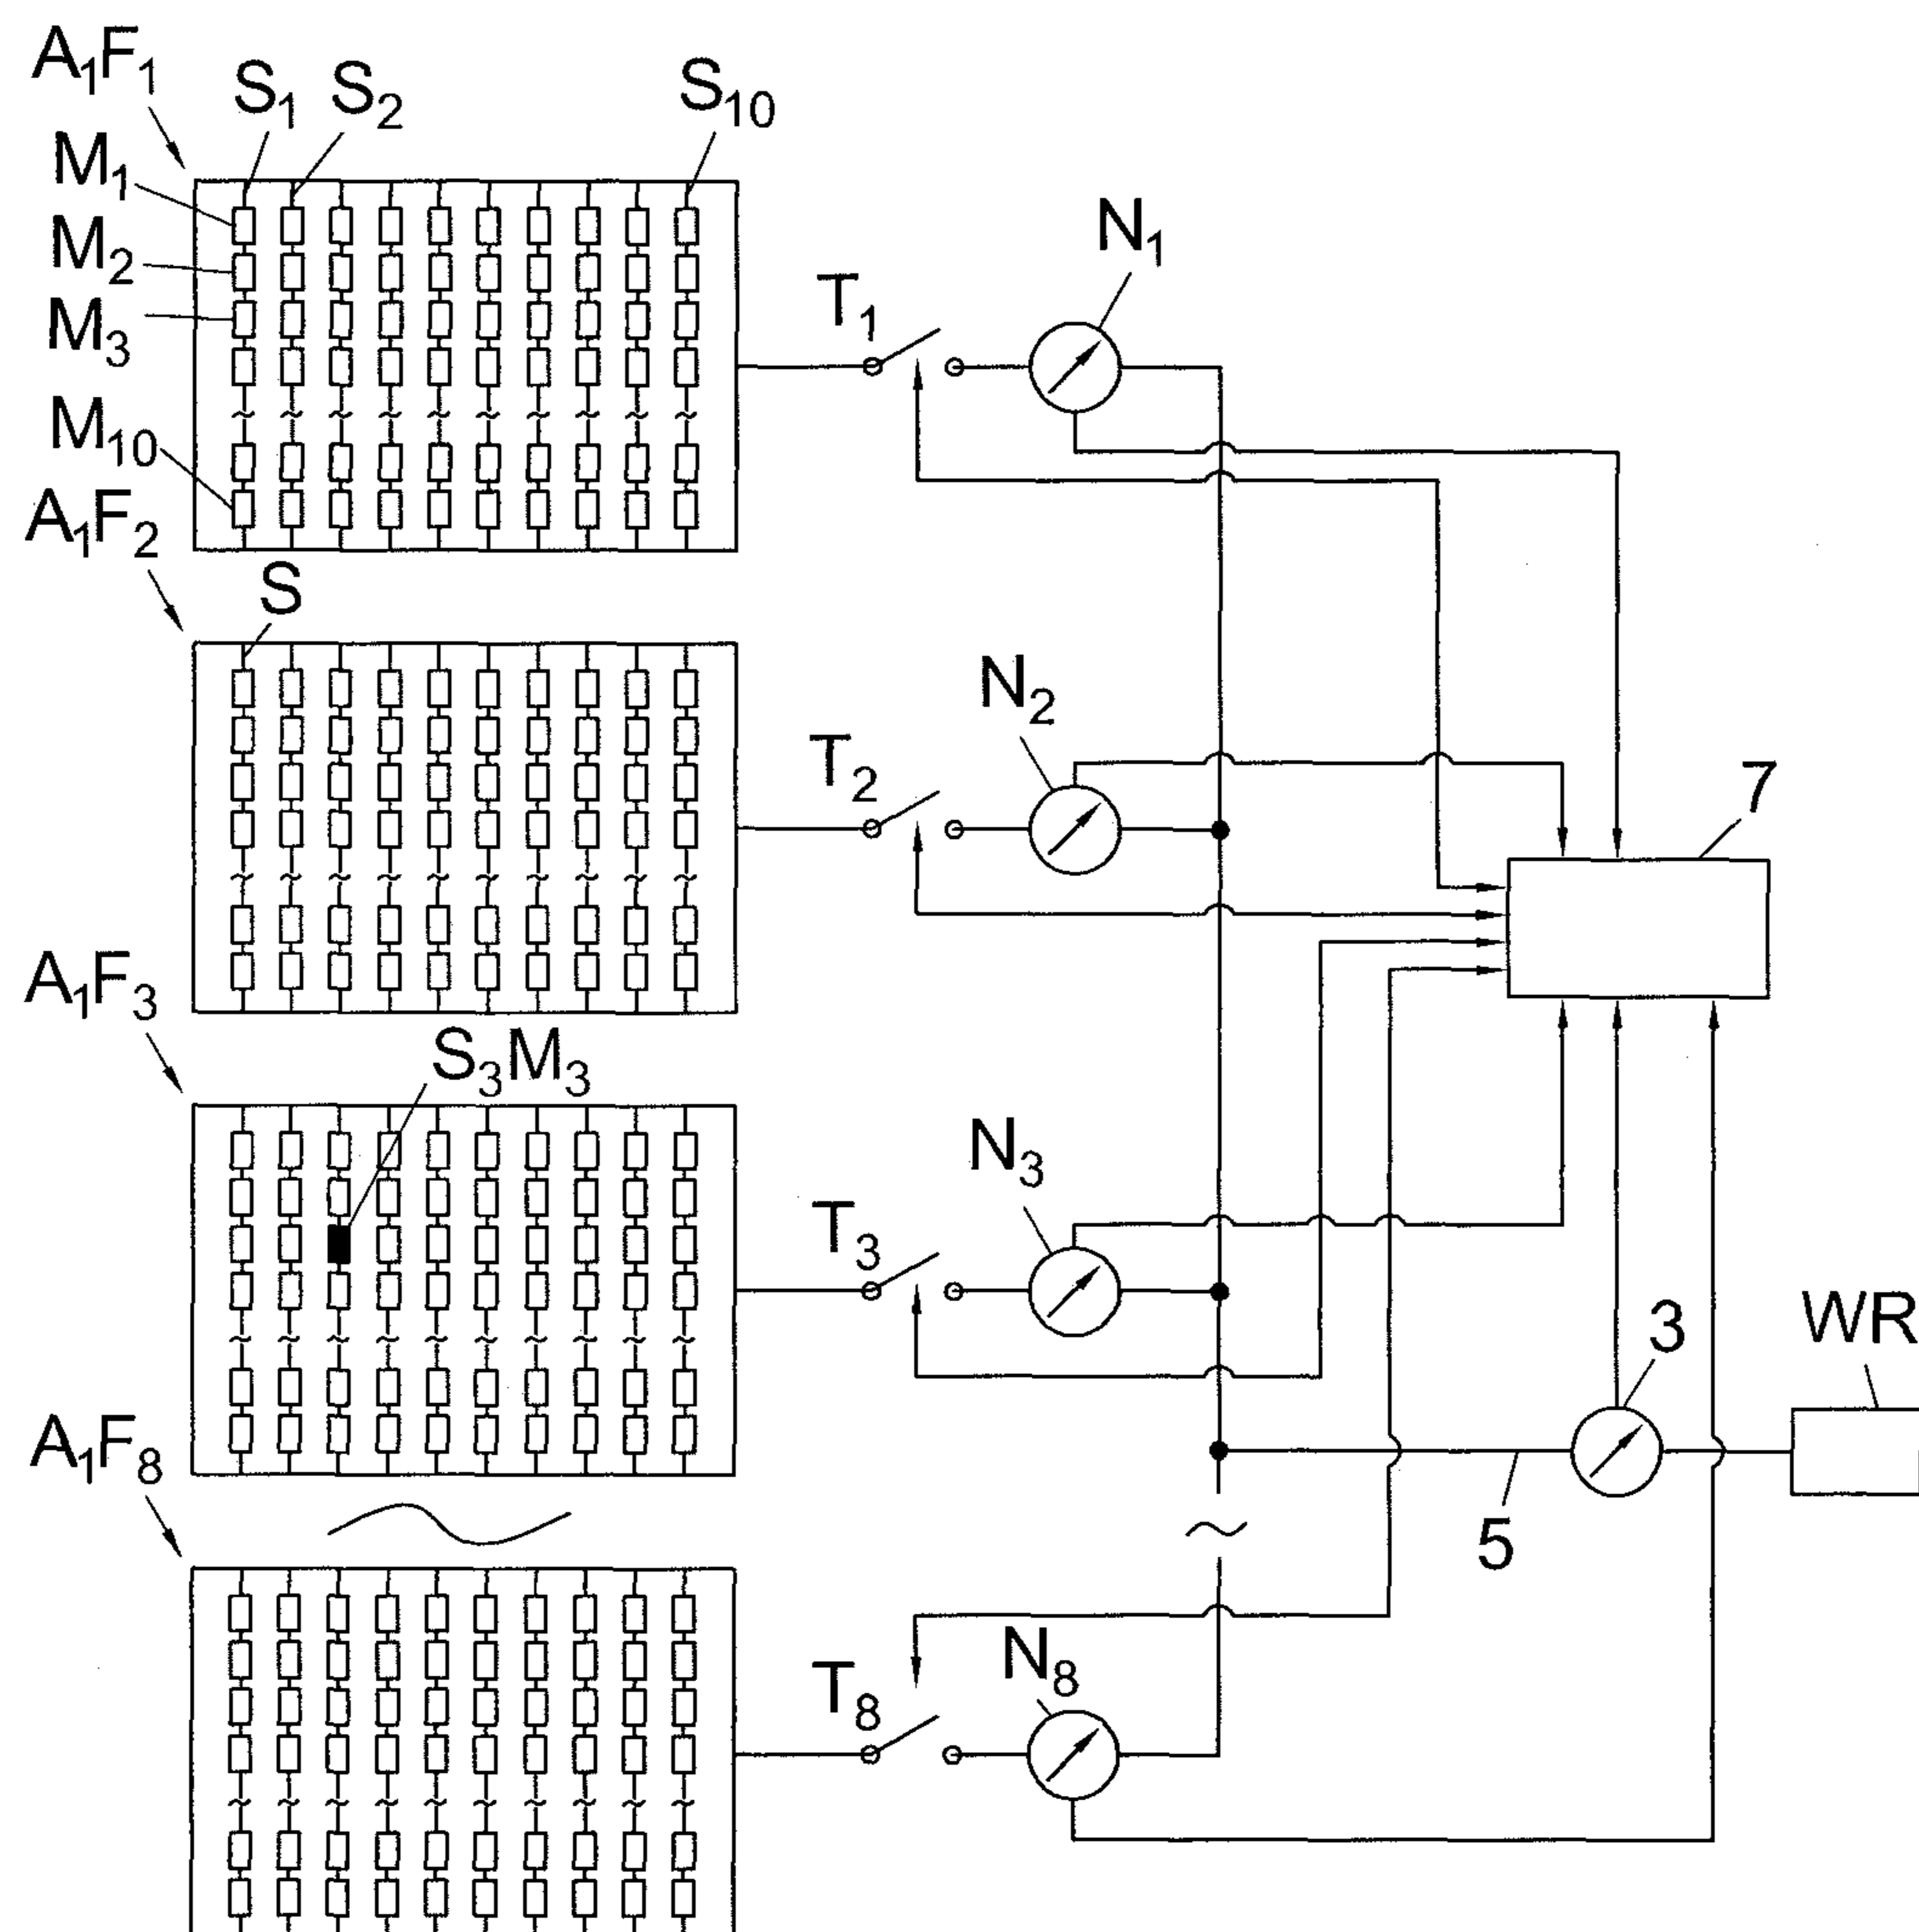 A₁F₁
S₁ S₂ S₁₀
M₁
M₂
M₃
M₁₀
N₁
T₁
A₁F₂
S
N₂
T₂
7
A₁F₃
S₃M₃
N₃
T₃
3
WR
A₁F₈
5
N₈
T₈